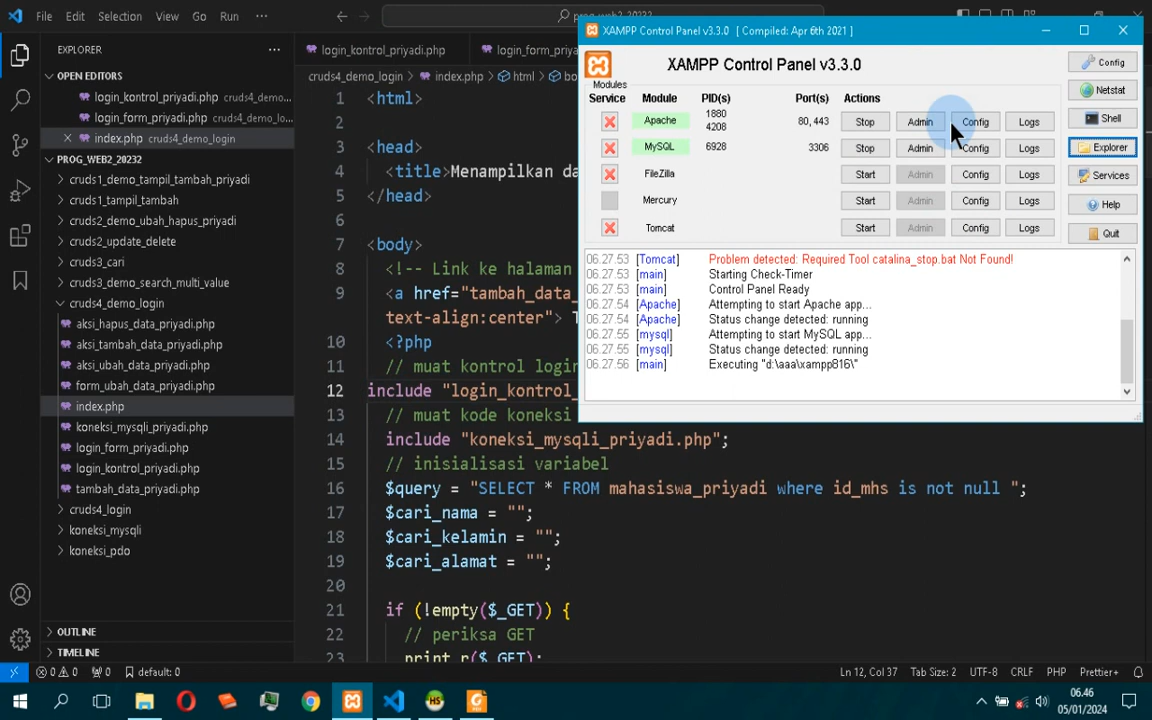 File Edit Selection View Go Run ···
prog_web2_20232
EXPLORER
OPEN EDITORS
login_kontrol_priyadi.php cruds4_demo...
login_form_priyadi.php cruds4_demo_...
index.php cruds4_demo_login
PROG_WEB2_20232
cruds1_demo_tampil_tambah_priyadi
cruds1_tampil_tambah
cruds2_demo_ubah_hapus_priyadi
cruds2_update_delete
cruds3_cari
cruds3_demo_search_multi_value
cruds4_demo_login
aksi_hapus_data_priyadi.php
aksi_tambah_data_priyadi.php
aksi_ubah_data_priyadi.php
form_ubah_data_priyadi.php
index.php
koneksi_mysqli_priyadi.php
login_form_priyadi.php
login_kontrol_priyadi.php
tambah_data_priyadi.php
cruds4_login
koneksi_mysqli
koneksi_pdo
OUTLINE
TIMELINE
login_kontrol_priyadi.php
login_form_priya
cruds4_demo_login > index.php > html > bo
1 <html>
2
3 <head>
4 <title>Menampilkan da
5 </head>
6
7 <body>
8 <!-- Link ke halaman
9 <a href="tambah_data_
text-align:center"> T
10 <?php
11 // muat kontrol login
12 include "login_kontrol_
13 // muat kode koneksi
14 include "koneksi_mysqli_priyadi.php";
15 // inisialisasi variabel
16 $query = "SELECT * FROM mahasiswa_priyadi where id_mhs is not null ";
17 $cari_nama = "";
18 $cari_kelamin = "";
19 $cari_alamat = "";
20
21 if (!empty($_GET)) {
22 // periksa GET
23 print_r($_GET);
XAMPP Control Panel v3.3.0 [ Compiled: Apr 6th 2021 ]
XAMPP Control Panel v3.3.0
Modules
Service Module PID(s) Port(s) Actions
Apache 1880 4208 80, 443 Stop Admin Config Logs
MySQL 6928 3306 Stop Admin Config Logs
FileZilla Start Admin Config Logs
Mercury Start Admin Config Logs
Tomcat Start Admin Config Logs
Config
Netstat
Shell
Explorer
Services
Help
Quit
06.27.53 [Tomcat] Problem detected: Required Tool catalina_stop.bat Not Found!
06.27.53 [main] Starting Check-Timer
06.27.53 [main] Control Panel Ready
06.27.54 [Apache] Attempting to start Apache app...
06.27.54 [Apache] Status change detected: running
06.27.55 [mysql] Attempting to start MySQL app...
06.27.55 [mysql] Status change detected: running
06.27.56 [main] Executing "d:\aaa\xampp816\"
0 0 0 default: 0
Ln 12, Col 37 Tab Size: 2 UTF-8 CRLF PHP Prettier+
06.46
05/01/2024